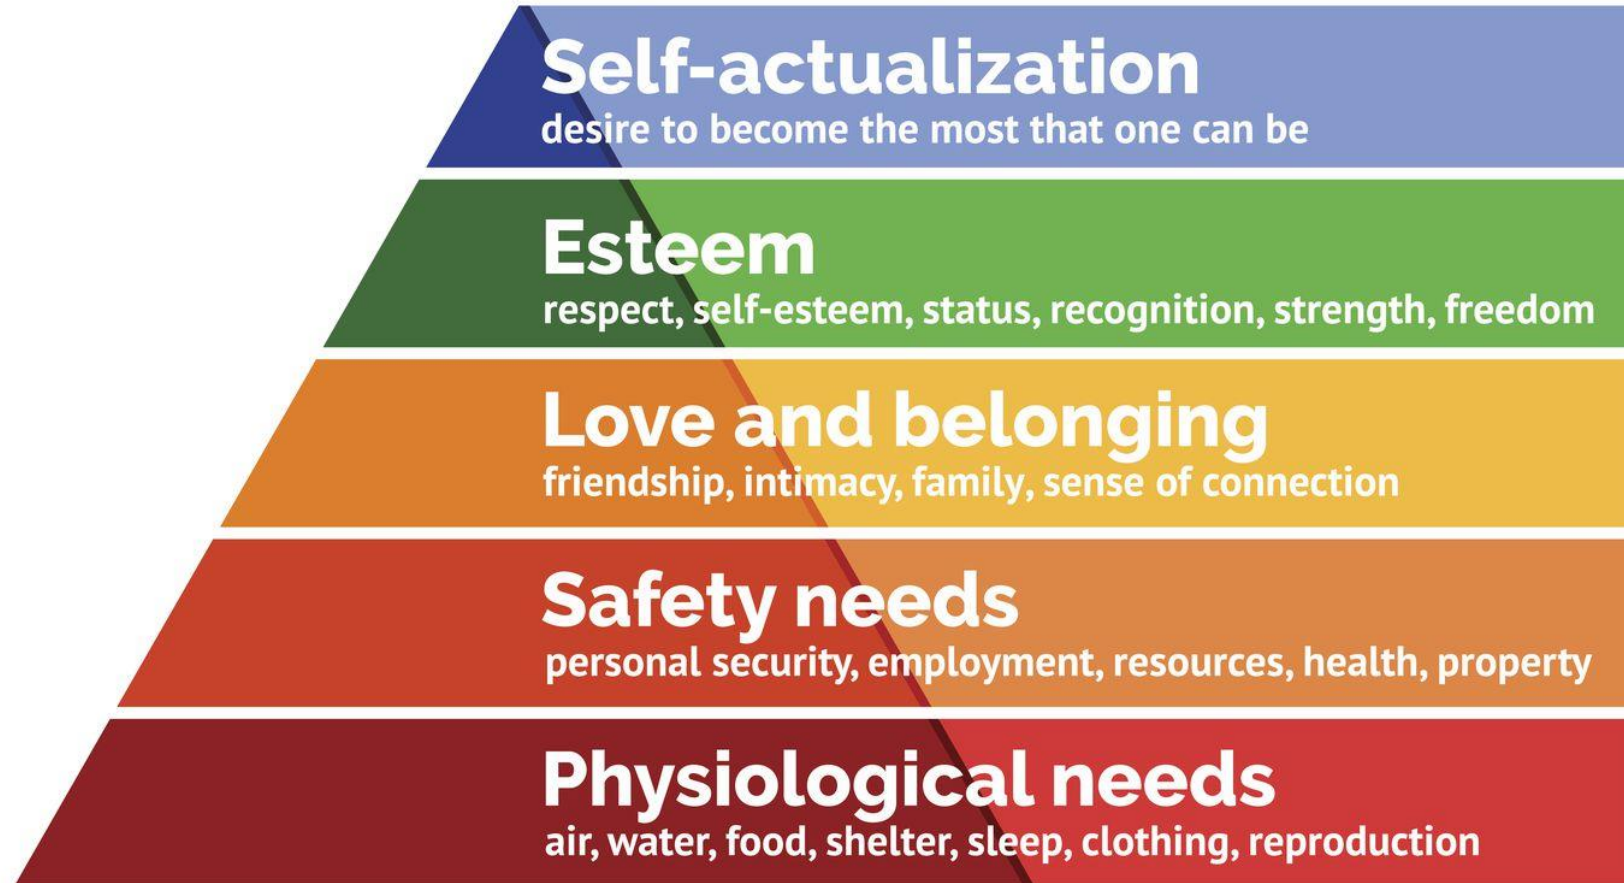 Self-actualization
desire to become the most that one can be
Esteem
respect, self-esteem, status, recognition, strength, freedom
Love and belonging
friendship, intimacy, family, sense of connection
Safety needs
personal security, employment, resources, health, property
Physiological needs
air, water, food, shelter, sleep, clothing, reproduction